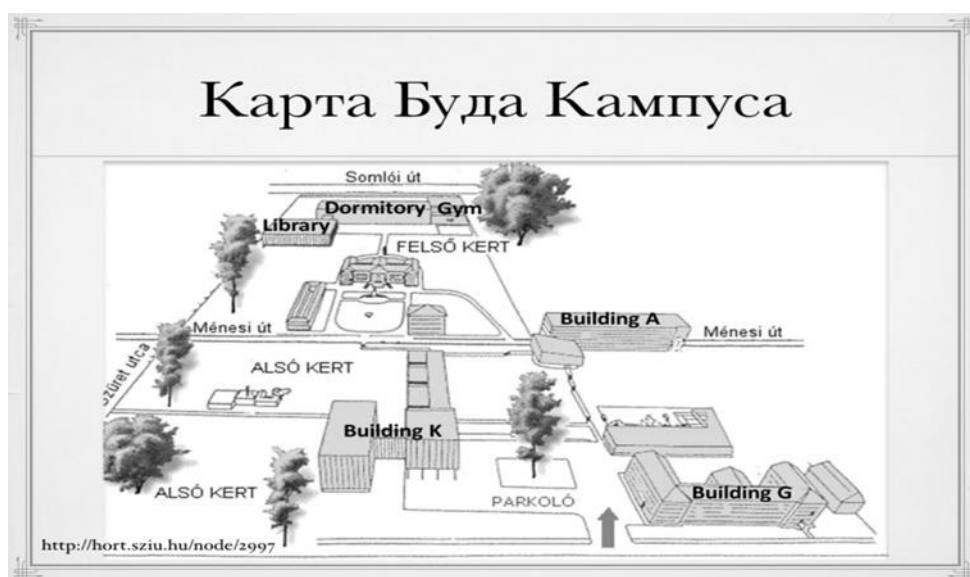 Карта Буда Кампуса
Somlói út
Dormitory Gym
Library
FELSŐ KERT
Building A
Ménesi út
Ménesi út
Szüret utca
ALSÓ KERT
Building K
ALSÓ KERT
PARKOLÓ
Building G
http://hort.sziu.hu/node/2997